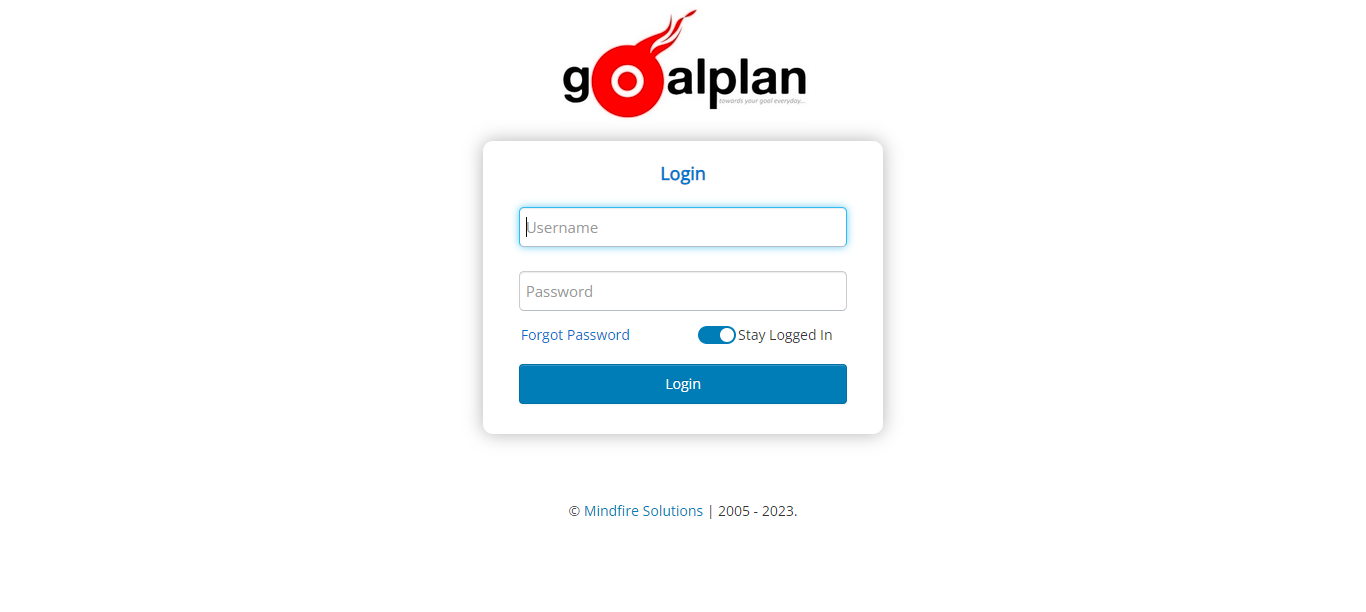 goalplan
towards your goal everyday...
Login
Username
Password
Forgot Password Stay Logged In
Login
© Mindfire Solutions | 2005 - 2023.